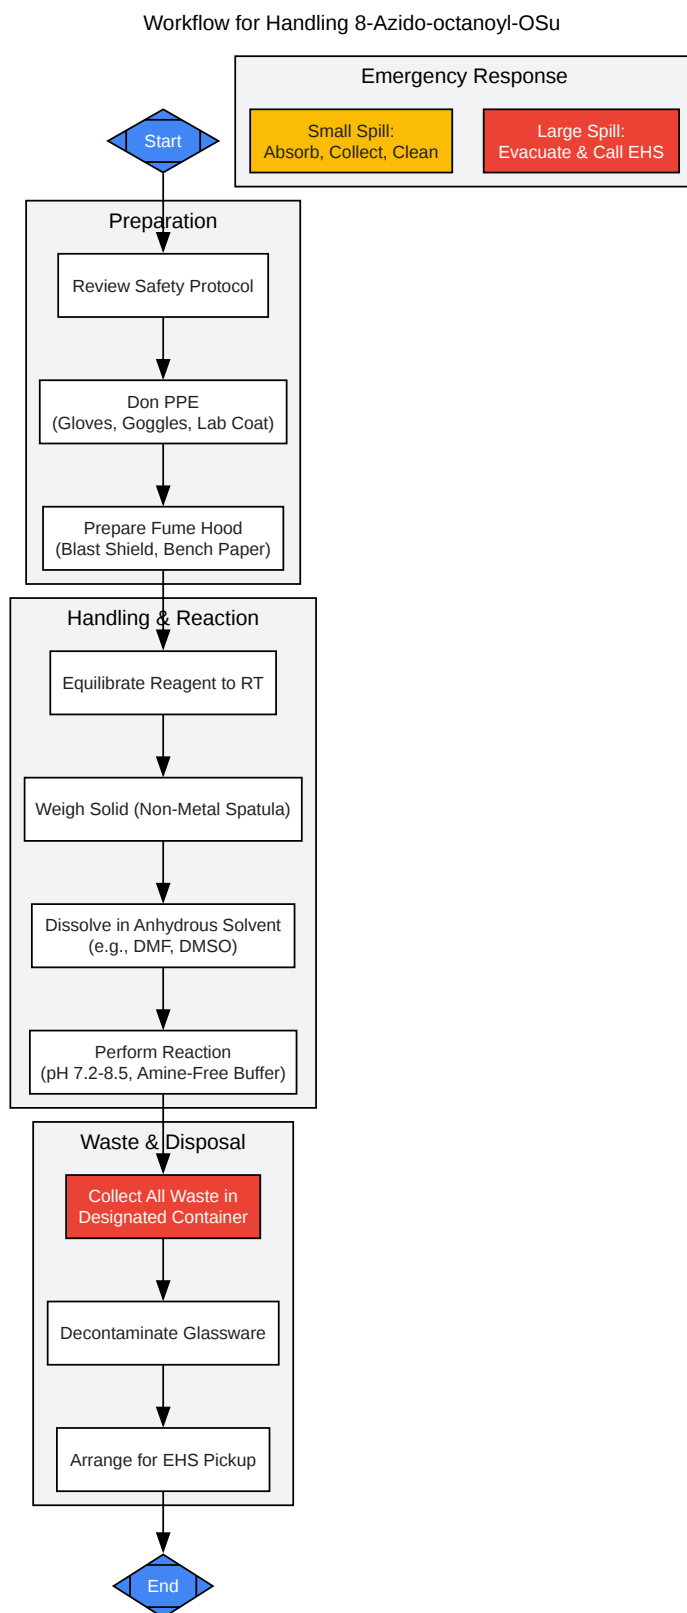 Workflow for Handling 8-Azido-octanoyl-OSu
Emergency Response
Small Spill:
Absorb, Collect, Clean
Large Spill:
Evacuate & Call EHS
Start
Preparation
Review Safety Protocol
Don PPE
(Gloves, Goggles, Lab Coat)
Prepare Fume Hood
(Blast Shield, Bench Paper)
Handling & Reaction
Equilibrate Reagent to RT
Weigh Solid (Non-Metal Spatula)
Dissolve in Anhydrous Solvent
(e.g., DMF, DMSO)
Perform Reaction
(pH 7.2-8.5, Amine-Free Buffer)
Waste & Disposal
Collect All Waste in
Designated Container
Decontaminate Glassware
Arrange for EHS Pickup
End